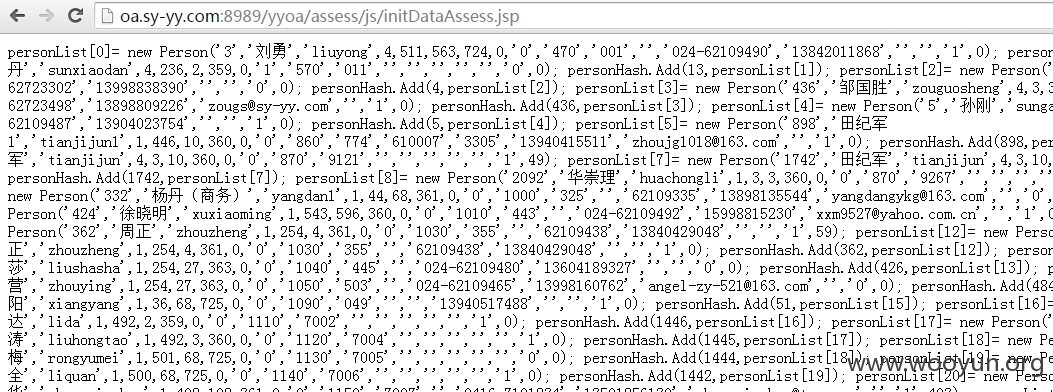 oa.sy-yy.com:8989/yyoa/assess/js/initDataAssess.jsp
personList[0]= new Person('3','刘勇','liuyong',4,511,563,724,0,'0','470','001','','024-62109490','13842011868','','','1',0); perso
丹','sunxiaodan',4,236,2,359,0,'1','570','011','','','','','','0',0); personHash.Add(13,personList[1]); personList[2]= new Perso
62723302','13998838390','','','','0'); personHash.Add(4,personList[2]); personList[3]= new Person('436','邹国胜','zouguosheng',4,3,3
62723498','13898809226','zougs@sy-yy.com','','1',0); personHash.Add(436,personList[3]); personList[4]= new Person('5','孙刚','sunga
62109487','13904023754','','','1',0); personHash.Add(5,personList[4]); personList[5]= new Person('898','田纪军
1','tianjijun1',1,446,10,360,0,'0','860','774','610007','3305','13940415511','zhoujg1018@163.com','','1',0); personHash.Add(898,per
军','tianjijun',4,3,10,360,0,'0','870','9121','','','','','','1',49); personList[7]= new Person('1742','田纪军','tianjijun',4,3,10,
personHash.Add(1742,personList[7]); personList[8]= new Person('2092','华崇理','huachongli',1,3,3,360,0,'0','870','9267','','','','
new Person('332','杨丹（商务）','yangdan1',1,44,68,361,0,'0','1000','325','','62109335','13898135544','yangdangykg@163.com','','0',
Person('424','徐晓明','xuxiaoming',1,543,596,360,0,'0','1010','443','','024-62109492','15998815230','xxm9527@yahoo.com.cn','','1',0
Person('362','周正','zhouzheng',1,254,4,361,0,'0','1030','355','','62109438','13840429048','','','1',59); personList[12]= new Perso
正','zhouzheng',1,254,4,361,0,'0','1030','355','','62109438','13840429048','','','1',0); personHash.Add(362,personList[12]); person
莎','liushasha',1,254,27,363,0,'0','1040','445','','024-62109480','13604189327','','','0',0); personHash.Add(426,personList[13]); p
营','zhouying',1,254,27,363,0,'0','1050','503','','024-62109465','13998160762','angel-zy-521@163.com','','0',0); personHash.Add(484
阳','xiangyang',1,36,68,725,0,'0','1090','049','','','13940517488','','','1',0); personHash.Add(51,personList[15]); personList[16]=
达','lida',1,492,2,359,0,'0','1110','7002','','','','','','1',0); personHash.Add(1446,personList[16]); personList[17]= new Person('
涛','liuhongtao',1,492,3,360,0,'0','1120','7004','','','','','','1',0); personHash.Add(1445,personList[17]); personList[18]= new Pe
梅','rongyumei',1,501,68,725,0,'0','1130','7005','','','','','','0',0); personHash.Add(1444,personList[18]); personList[19]= new Pe
全','liquan',1,500,68,725,0,'0','1140','7006','','','','','','1',0); personHash.Add(1442,personList[19]); personList[20]= new Perso
www.wooyun.org